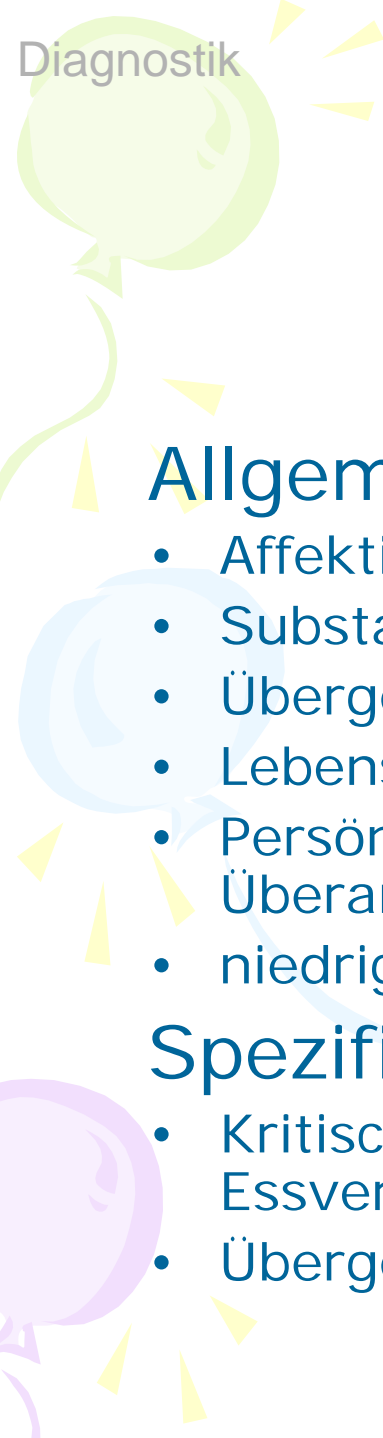 Diagnostik
Allgem
• Affekti
• Substa
• Überge
• Lebens
• Persön
Überan
• niedrig
Spezifi
• Kritisc
Essver
• Überge